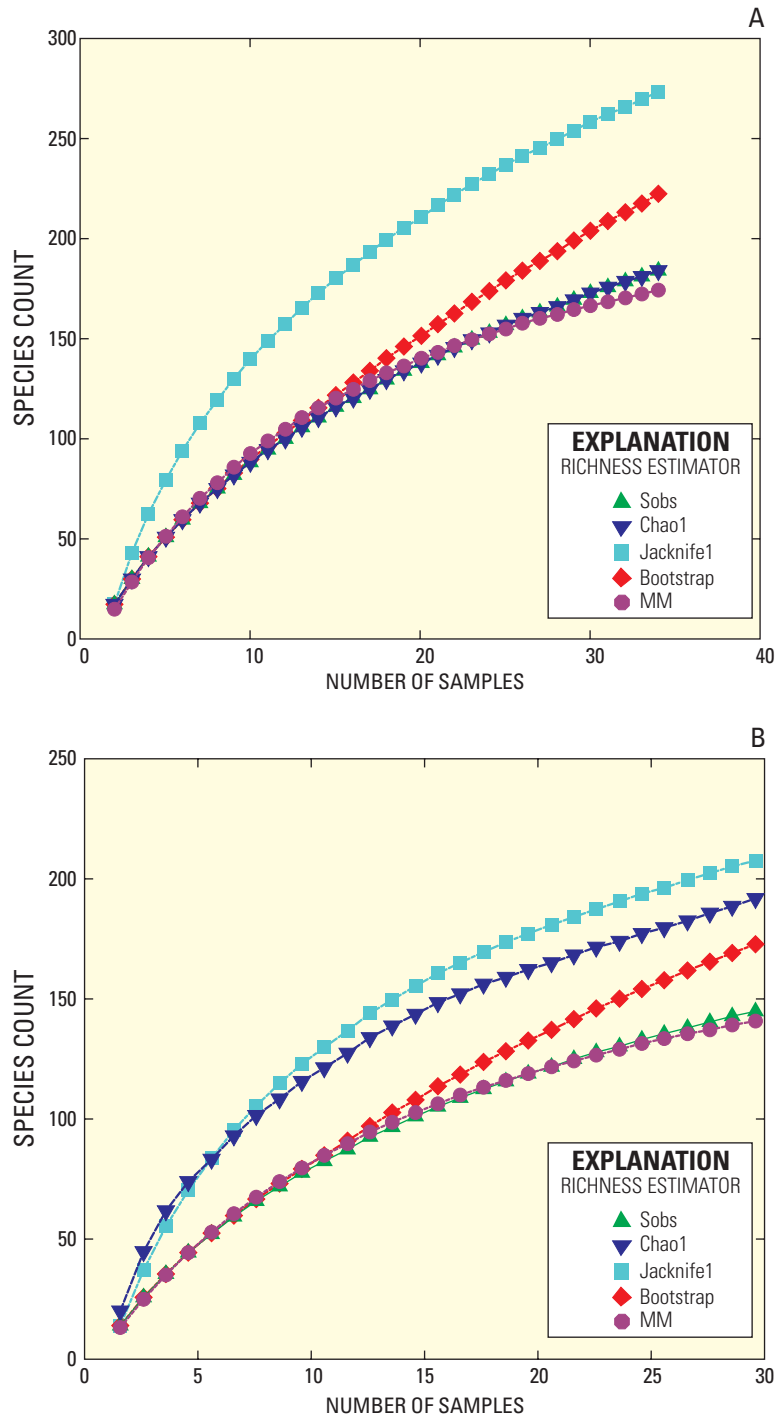 A
300
250
200
150
100
50
0
SPECIES COUNT
0 10 20 30 40
NUMBER OF SAMPLES
EXPLANATION
RICHNESS ESTIMATOR
Sobs
Chao1
Jacknife1
Bootstrap
MM
B
250
200
150
100
50
0
SPECIES COUNT
0 5 10 15 20 25 30
NUMBER OF SAMPLES
EXPLANATION
RICHNESS ESTIMATOR
Sobs
Chao1
Jacknife1
Bootstrap
MM